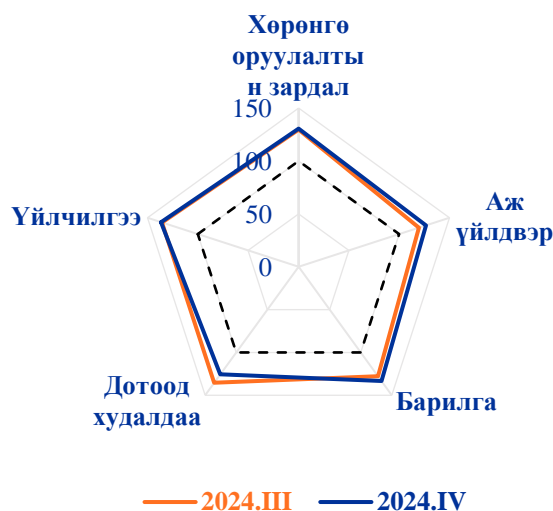 Хөрөнгө
оруулалты
н зардал
150
100
50
0
Аж
үйлдвэр
Барилга
Дотоод
худалдаа
Үйлчилгээ
2024.III
2024.IV